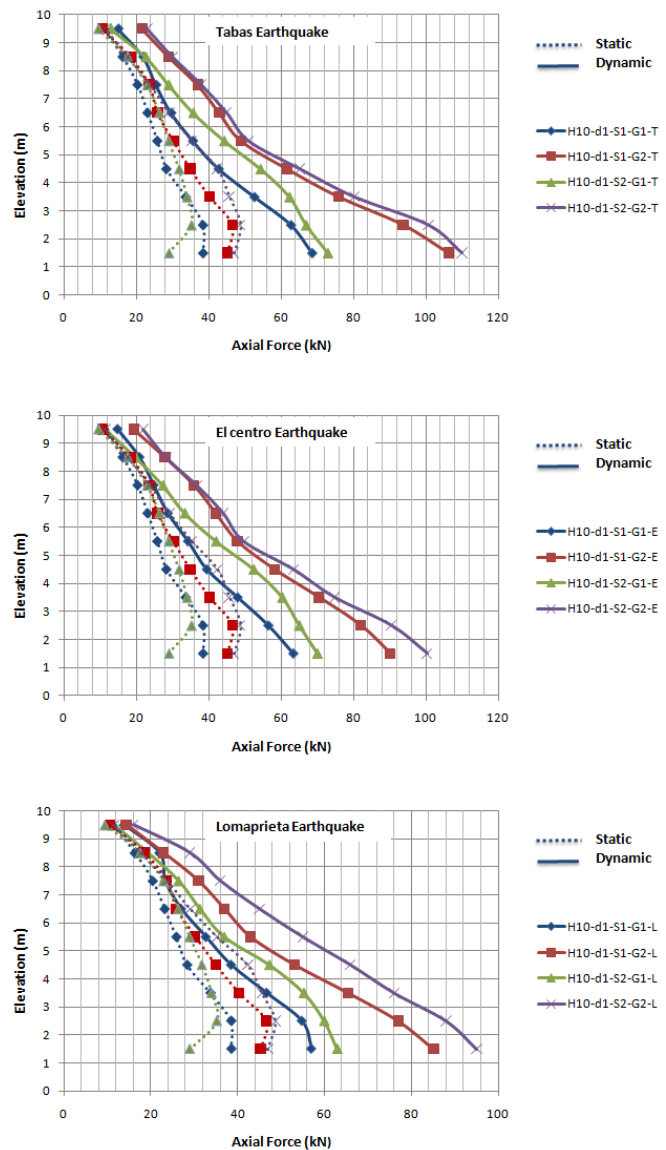 Tabas Earthquake
Static
Dynamic
Elevation (m)
10
9
8
7
6
5
4
3
2
1
0
0 20 40 60 80 100 120
Axial Force (kN)
H10-d1-S1-G1-T
H10-d1-S1-G2-T
H10-d1-S2-G1-T
H10-d1-S2-G2-T
El centro Earthquake
Static
Dynamic
Elevation (m)
10
9
8
7
6
5
4
3
2
1
0
0 20 40 60 80 100 120
Axial Force (kN)
H10-d1-S1-G1-E
H10-d1-S1-G2-E
H10-d1-S2-G1-E
H10-d1-S2-G2-E
Lomaprieta Earthquake
Static
Dynamic
Elevation (m)
10
9
8
7
6
5
4
3
2
1
0
0 20 40 60 80 100
Axial Force (kN)
H10-d1-S1-G1-L
H10-d1-S1-G2-L
H10-d1-S2-G1-L
H10-d1-S2-G2-L